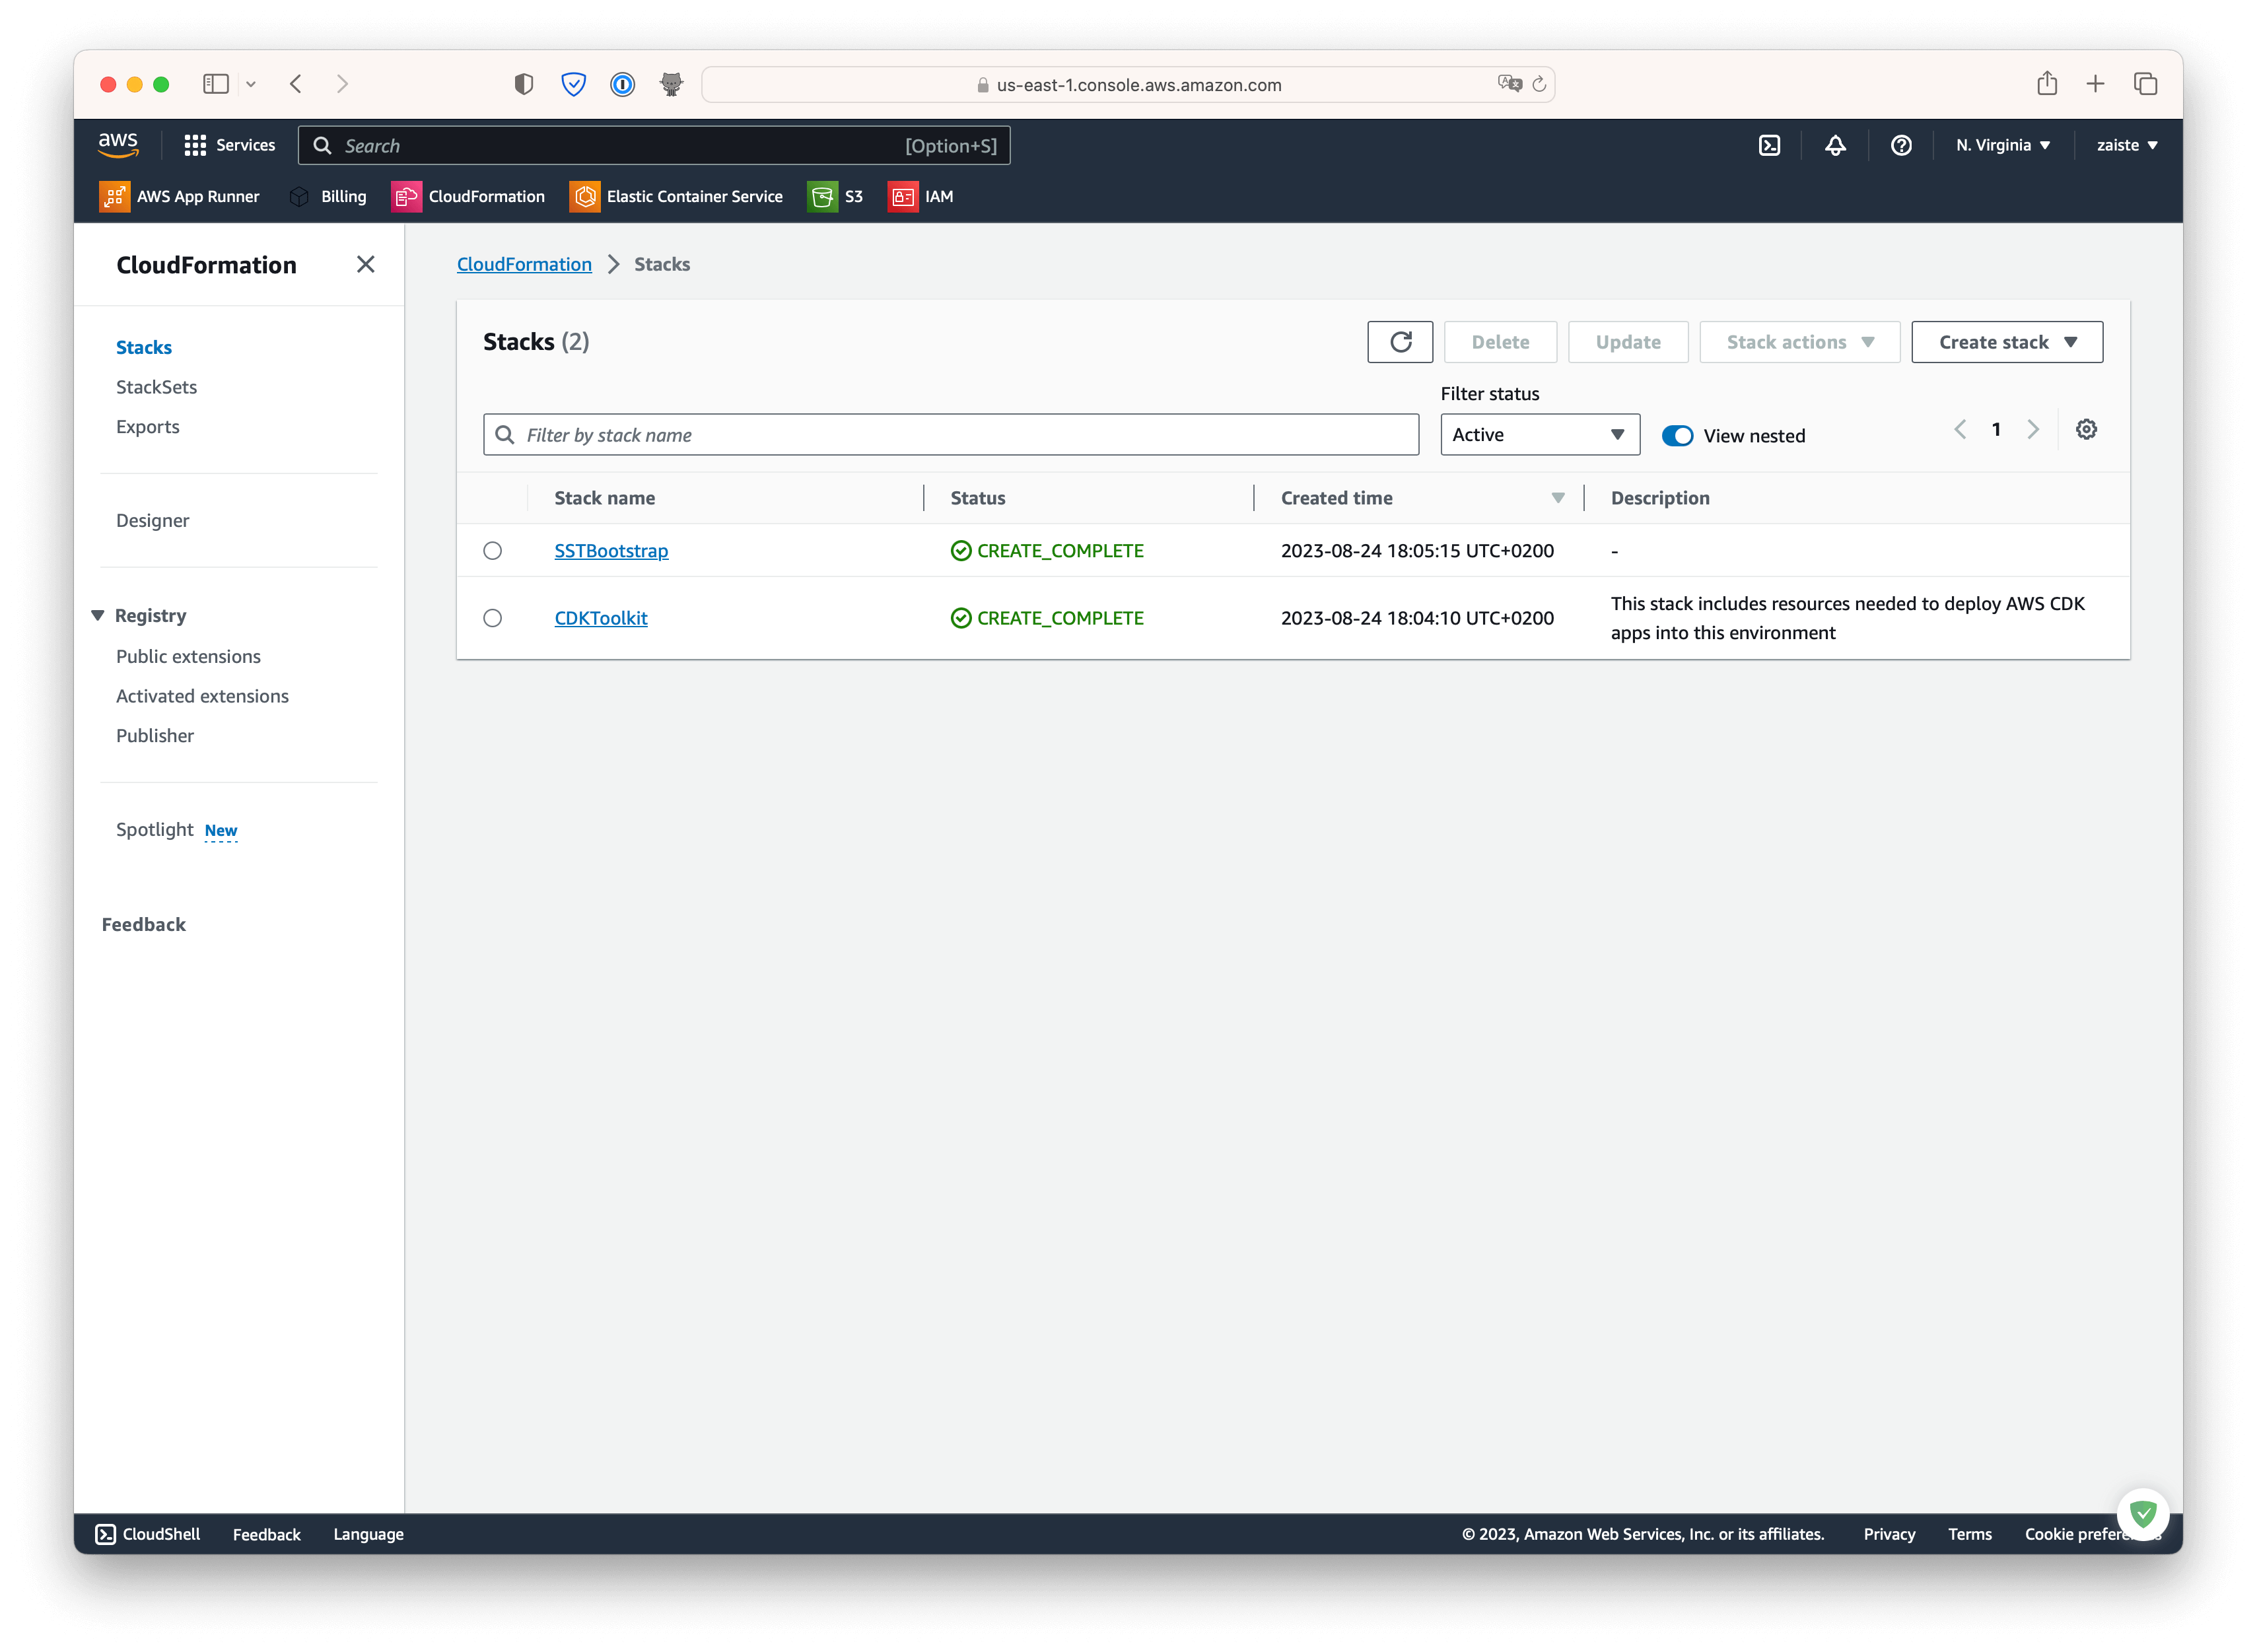 us-east-1.console.aws.amazon.com
aws Services Search [Option+S] N. Virginia zaiste
AWS App Runner Billing CloudFormation Elastic Container Service S3 IAM
CloudFormation
Stacks
StackSets
Exports
Designer
Registry
Public extensions
Activated extensions
Publisher
Spotlight New
Feedback
CloudFormation Stacks
Stacks (2) Delete Update Stack actions Create stack
Filter status
Filter by stack name Active View nested 1
Stack name Status Created time Description
SSTBootstrap CREATE_COMPLETE 2023-08-24 18:05:15 UTC+0200 -
CDKToolkit CREATE_COMPLETE 2023-08-24 18:04:10 UTC+0200 This stack includes resources needed to deploy AWS CDK
apps into this environment
CloudShell Feedback Language © 2023, Amazon Web Services, Inc. or its affiliates. Privacy Terms Cookie